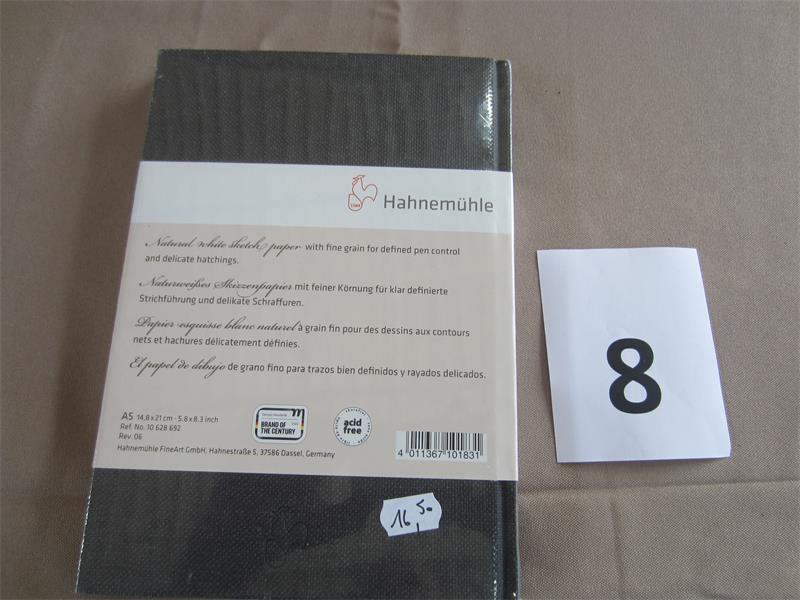 Hahnemühle
Natural white sketch paper with fine grain for defined pen control
and delicate hatchings.
Naturweißes Skizzenpapier mit feiner Körnung für klar definierte
Strichführung und delikate Schraffuren.
Papier esquisse blanc naturel à grain fin pour des dessins aux contours
nets et hachures délicatement définies.
El papel de dibujo de grano fino para trazos bien definidos y rayados delicados.
A5 14,8 x 21 cm · 5.8 x 8.3 inch
Ref. No. 10 628 692
Rev. 06
Hahnemühle FineArt GmbH, Hahnestraße 5, 37586 Dassel, Germany
BRAND OF
THE CENTURY
acid
free
4 011367 101831
16,50
8